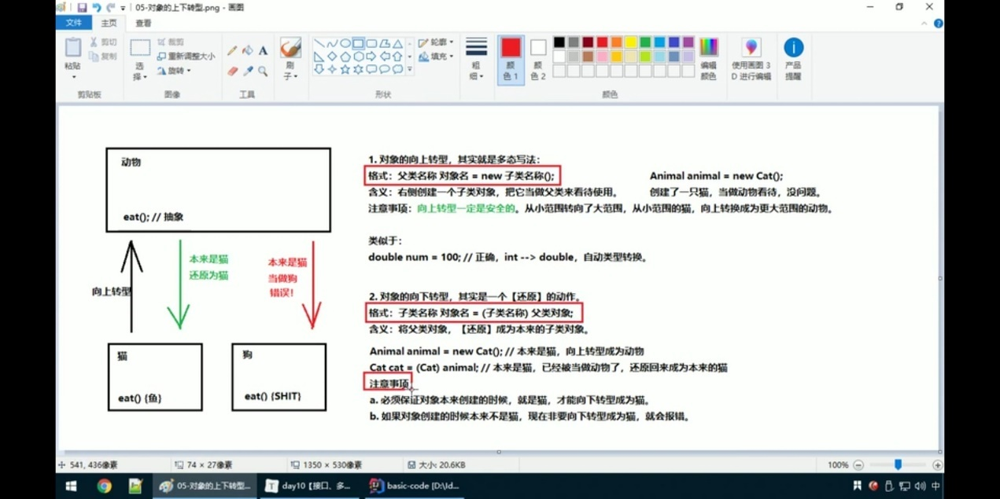 05-对象的上下转型.png - 画图
文件 主页 查看
粘贴
剪切
复制
剪贴板
选择
裁剪
重新调整大小
旋转
图像
A
工具
刷子
轮廓
填充
形状
粗细
颜色 1
颜色 2
颜色
编辑颜色
使用画图 3D 进行编辑
产品提醒
动物
eat(); // 抽象
向上转型
本来是猫
还原为猫
本来是猫
当做狗
错误!
猫
eat() {鱼}
狗
eat() {SHIT}
1. 对象的向上转型，其实就是多态写法：
格式：父类名称 对象名 = new 子类名称(); Animal animal = new Cat();
含义：右侧创建一个子类对象，把它当做父类来看待使用。 创建了一只猫，当做动物看待，没问题。
注意事项：向上转型一定是安全的。从小范围转向了大范围，从小范围的猫，向上转换成为更大范围的动物。
类似于：
double num = 100; // 正确，int --> double，自动类型转换。
2. 对象的向下转型，其实是一个【还原】的动作。
格式：子类名称 对象名 = (子类名称) 父类对象;
含义：将父类对象，【还原】成为本来的子类对象。
Animal animal = new Cat(); // 本来是猫，向上转型成为动物
Cat cat = (Cat) animal; // 本来是猫，已经被当做动物了，还原回来成为本来的猫
注意事项
a. 必须保证对象本来创建的时候，就是猫，才能向下转型成为猫。
b. 如果对象创建的时候本来不是猫，现在非要向下转型成为猫，就会报错。
541, 436像素 74 × 27像素 1350 × 530像素 大小: 20.6KB 100%
05-对象的上下转型... day10【接口、多... basic-code [D:\Id... 中